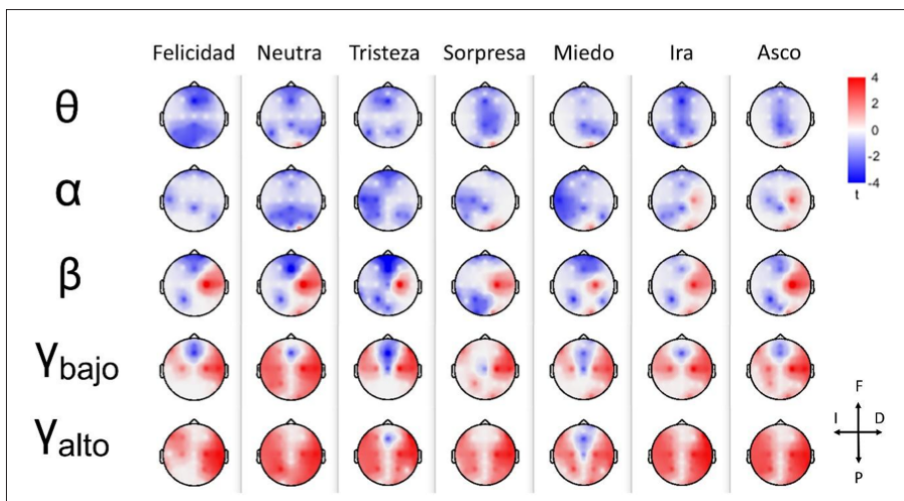 Felicidad Neutra Tristeza Sorpresa Miedo Ira Asco
θ
4
2
0
-2
-4
t
α
β
γbajo
F
I D
P
γalto